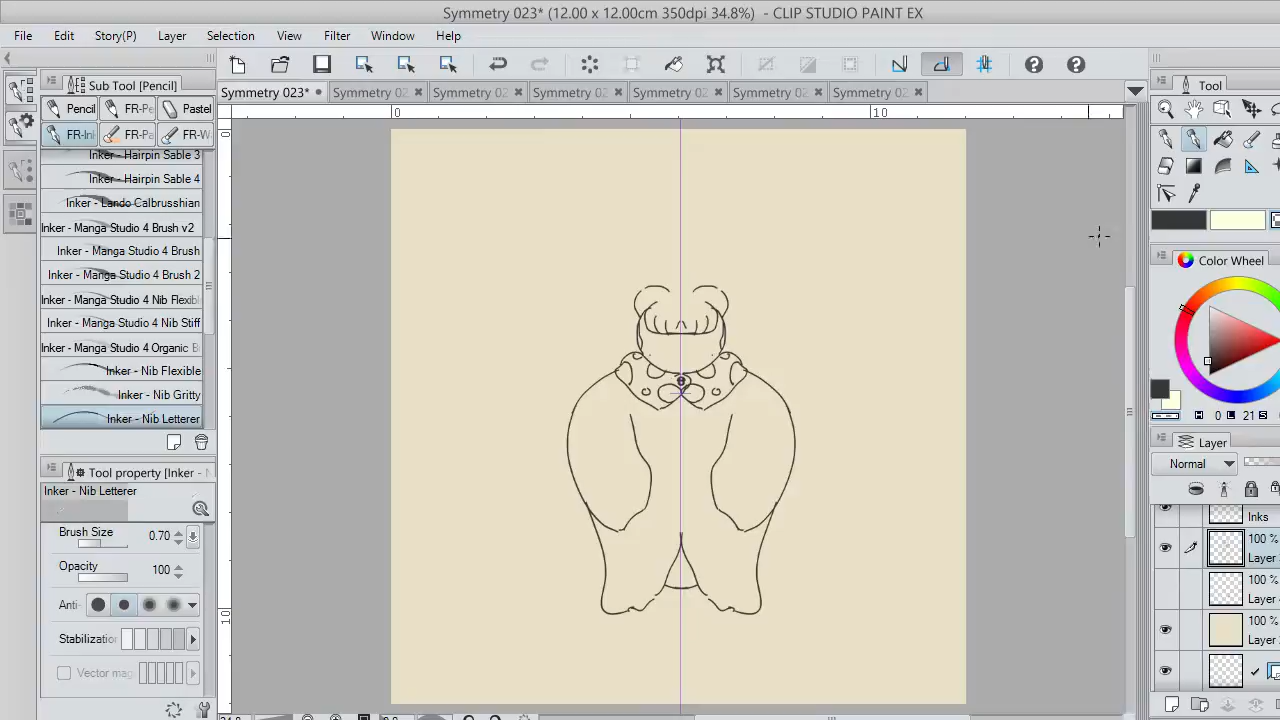 Symmetry 023* (12.00 x 12.00cm 350dpi 34.8%) - CLIP STUDIO PAINT EX
File Edit Story(P) Layer Selection View Filter Window Help
Sub Tool [Pencil]
Tool
Symmetry 023* Symmetry 02 Symmetry 02 Symmetry 02 Symmetry 02 Symmetry 02 Symmetry 02
Pencil FR-Pe Pastel
FR-Ink FR-Pa FR-W
0 10
0
10
Inker - Hairpin Sable 3
Inker - Hairpin Sable 4
Inker - Lando Calbrusshian
Inker - Manga Studio 4 Brush v2
Inker - Manga Studio 4 Brush
Inker - Manga Studio 4 Brush 2
Inker - Manga Studio 4 Nib Flexible
Inker - Manga Studio 4 Nib Stiff
Inker - Manga Studio 4 Organic B
Inker - Nib Flexible
Inker - Nib Gritty
Inker - Nib Letterer
Tool property [Inker - N
Inker - Nib Letterer
Brush Size 0.70
Opacity 100
Anti-
Stabilization
Vector mag
Color Wheel
0 21
Layer
Normal
Inks
100 %
Layer
Layer
100 %
Layer